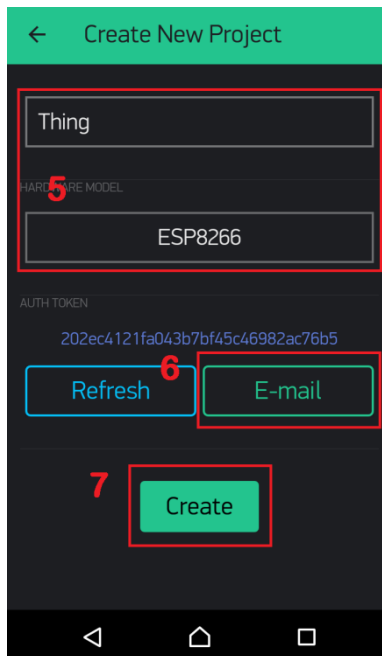 Create New Project
Thing
HARDWARE MODEL
5
ESP8266
AUTH TOKEN
202ec4121fa043b7bf45c46982ac76b5
6
Refresh
E-mail
7
Create